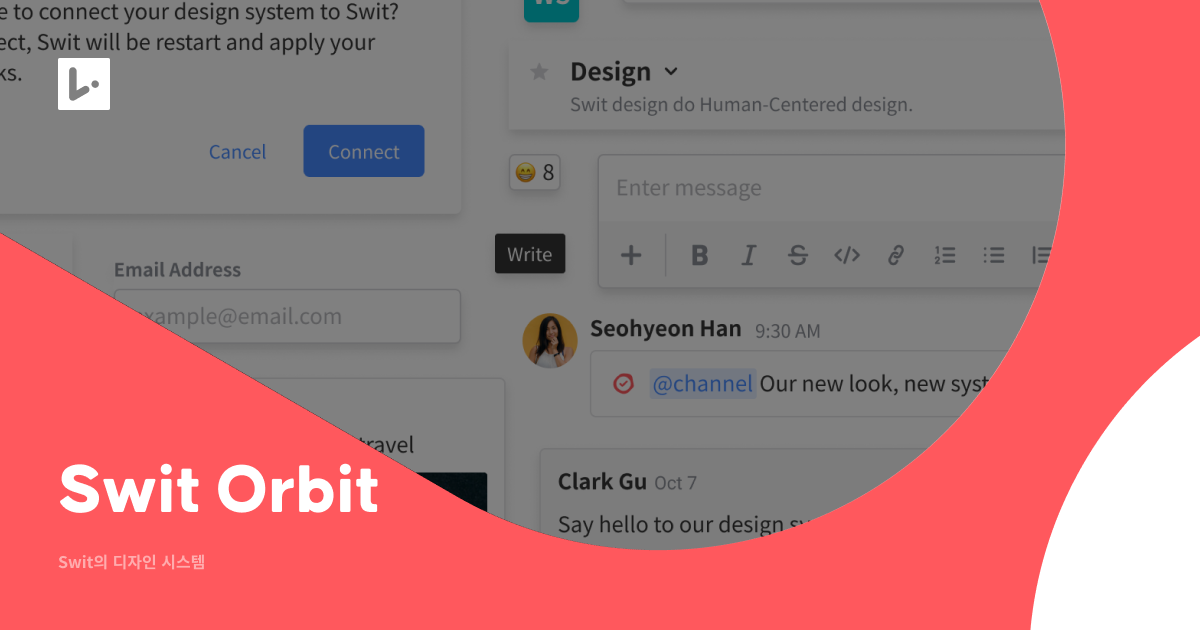 e to connect your design system to Swit?
ect, Swit will be restart and apply your
ks.
Cancel
Connect
Design
Swit design do Human-Centered design.
8
Enter message
Write
B I S </>
Email Address
example@email.com
Seohyeon Han 9:30 AM
@channel Our new look, new syst
travel
Clark Gu Oct 7
Say hello to our design sy
Swit Orbit
Swit의 디자인 시스템